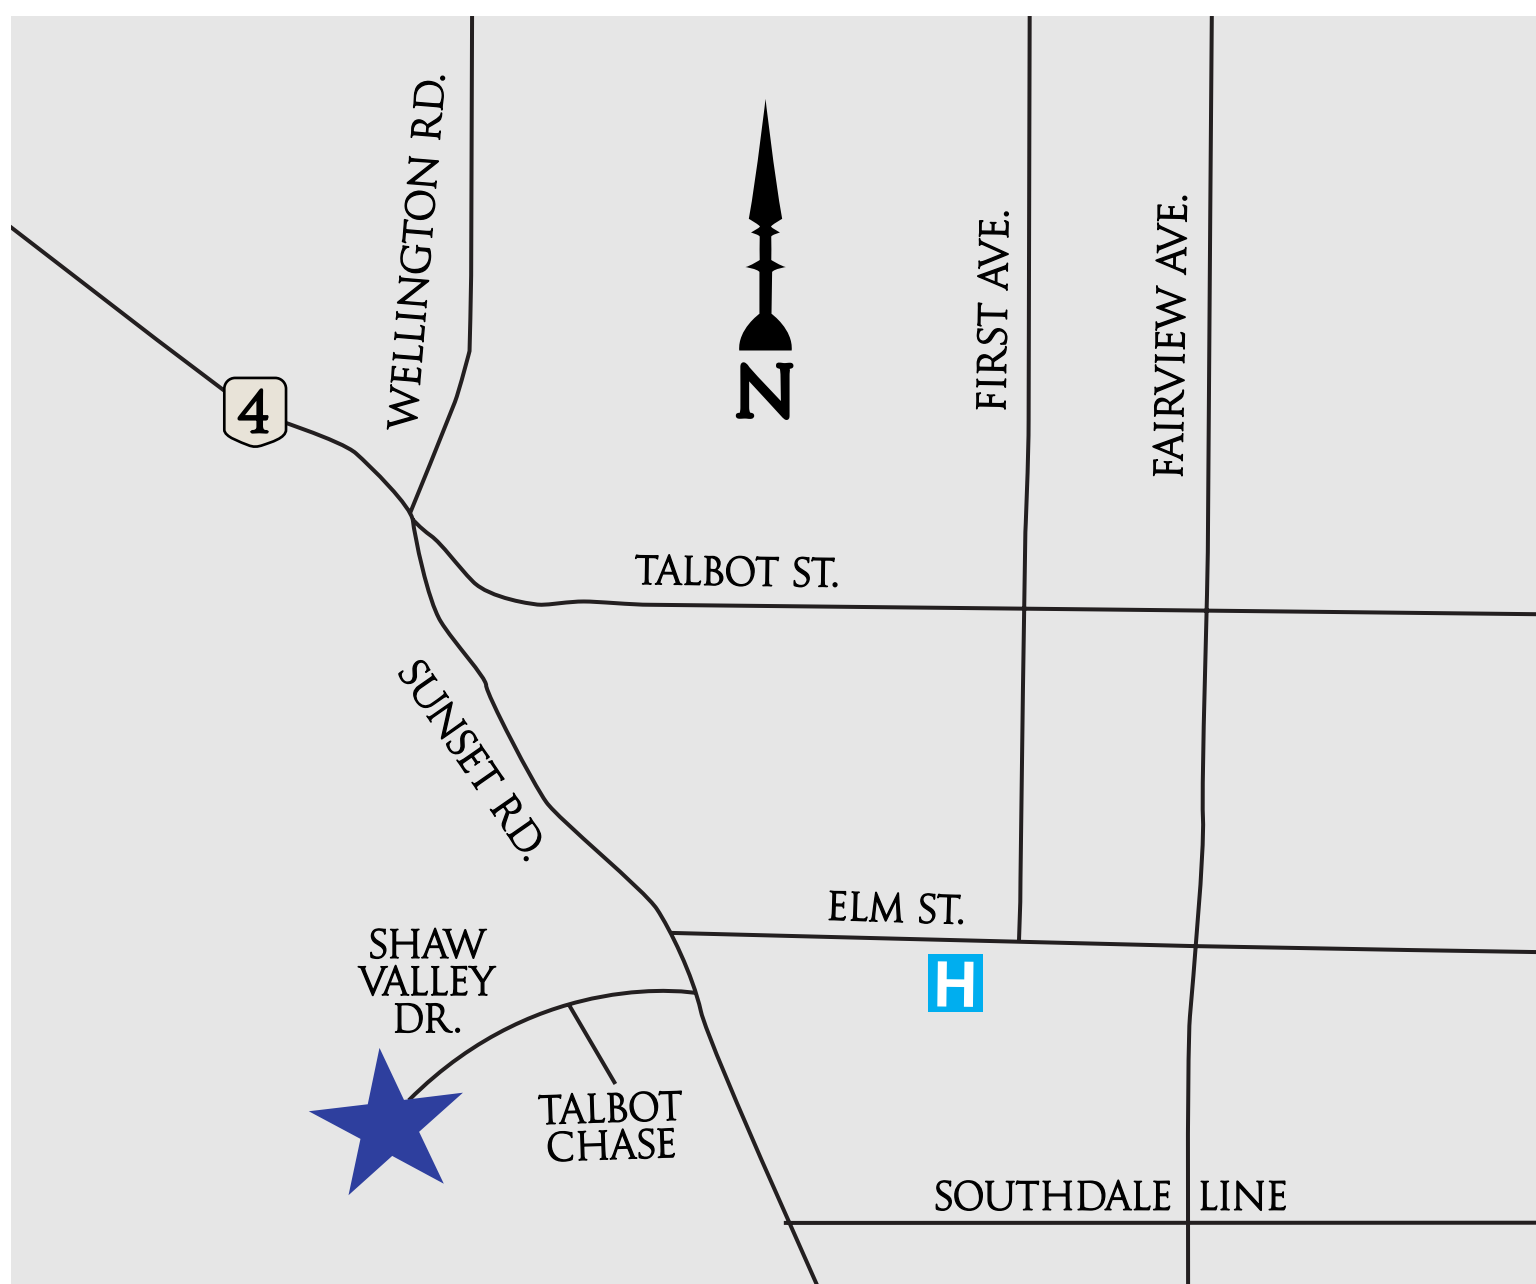 WELLINGTON RD.
FIRST AVE.
FAIRVIEW AVE.
N
4
TALBOT ST.
SUNSET RD.
ELM ST.
SHAW
VALLEY
DR.
H
TALBOT
CHASE
SOUTHDALE LINE